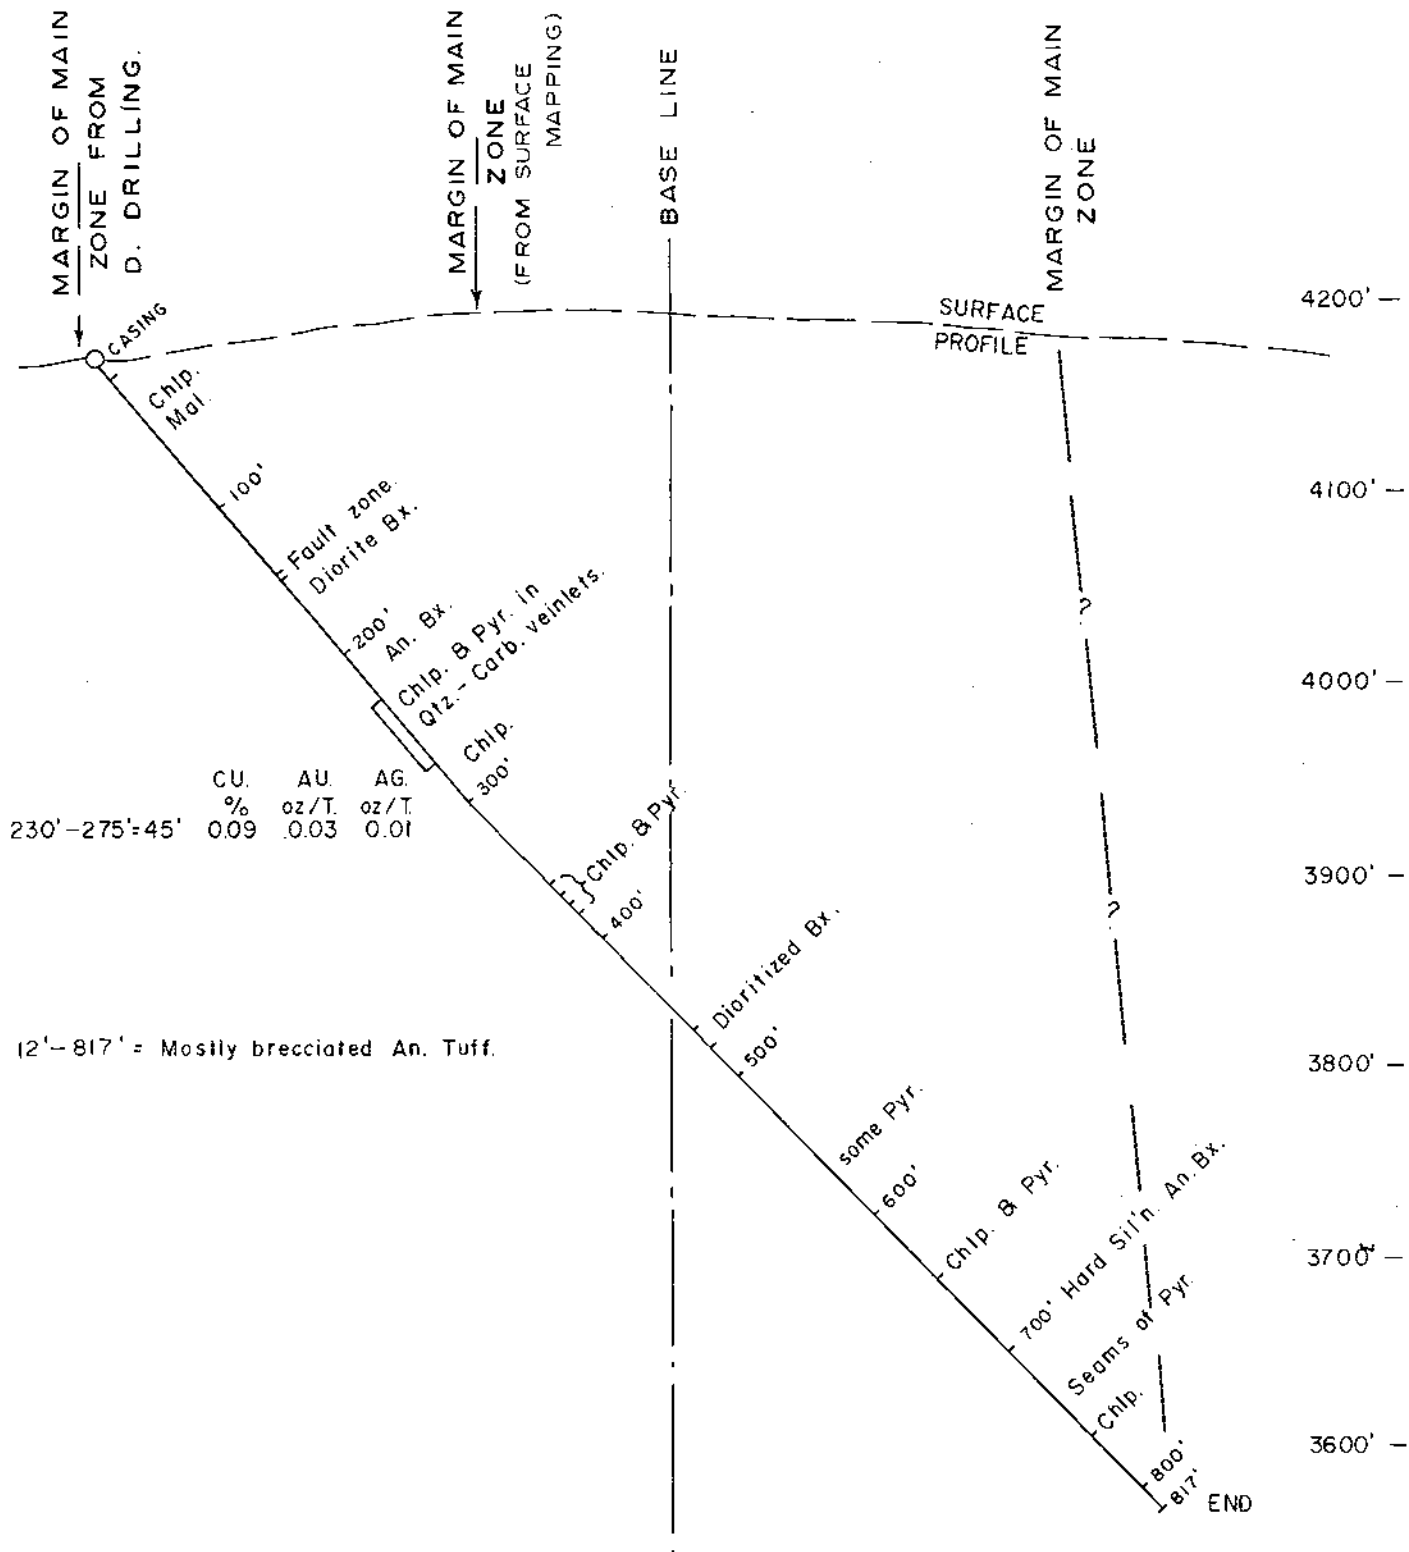 MARGIN OF MAIN
ZONE FROM
D. DRILLING.
MARGIN OF MAIN
ZONE
(FROM SURFACE
MAPPING)
BASE LINE
MARGIN OF MAIN
ZONE
SURFACE
PROFILE
4200'
4100'
4000'
3900'
3800'
3700'
3600'
CASING
Chlp.
Mal.
100'
Fault zone.
Diorite Bx.
200'
An. Bx.
Chlp. & Pyr. in
Qtz.- Carb. veinlets.
Chlp.
300'
CU. AU. AG.
% oz/T. oz/T.
230'-275'=45' 0.09 .0.03 0.01
Chlp. & Pyr.
400'
Dioritized Bx.
500'
12'-817' = Mostly brecciated An. Tuff.
some Pyr.
600'
Chlp. & Pyr.
700' Hard Sil'n. An. Bx.
Seams of Pyr.
Chlp.
800'
817' END
?
?